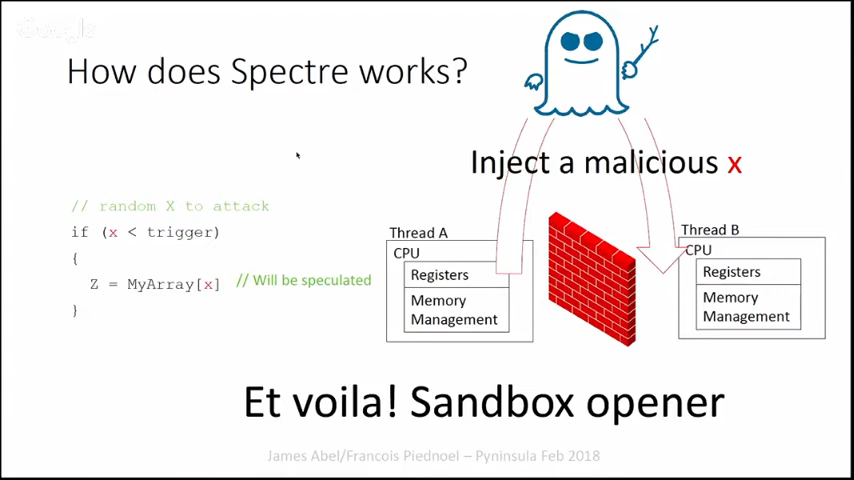 Google
How does Spectre works?
Inject a malicious x
// random X to attack
if (x < trigger)
{
Z = MyArray[x] // Will be speculated
}
Thread A
CPU
Registers
Memory
Management
Thread B
CPU
Registers
Memory
Management
Et voila! Sandbox opener
James Abel/Francois Piednoel – Pyninsula Feb 2018